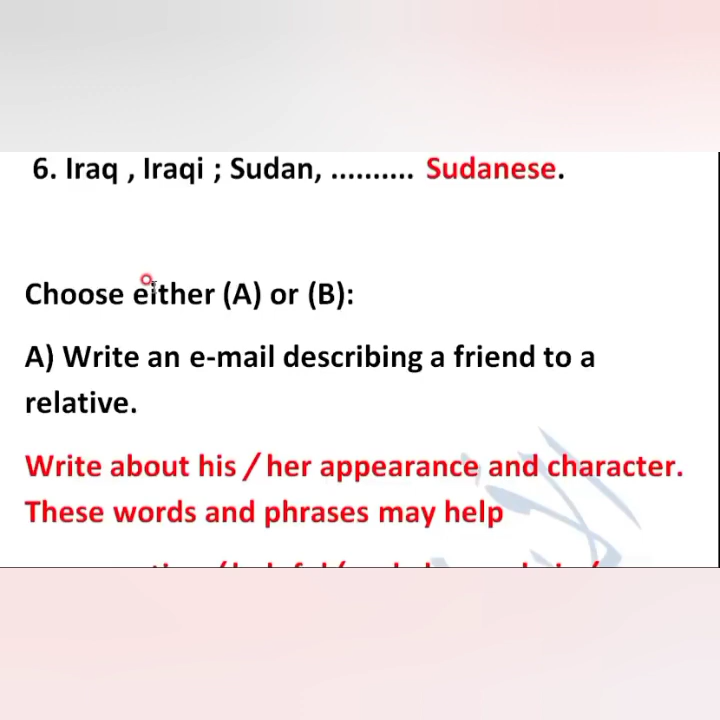 6. Iraq , Iraqi ; Sudan, .......... Sudanese.
Choose either (A) or (B):
A) Write an e-mail describing a friend to a
relative.
Write about his / her appearance and character.
These words and phrases may help